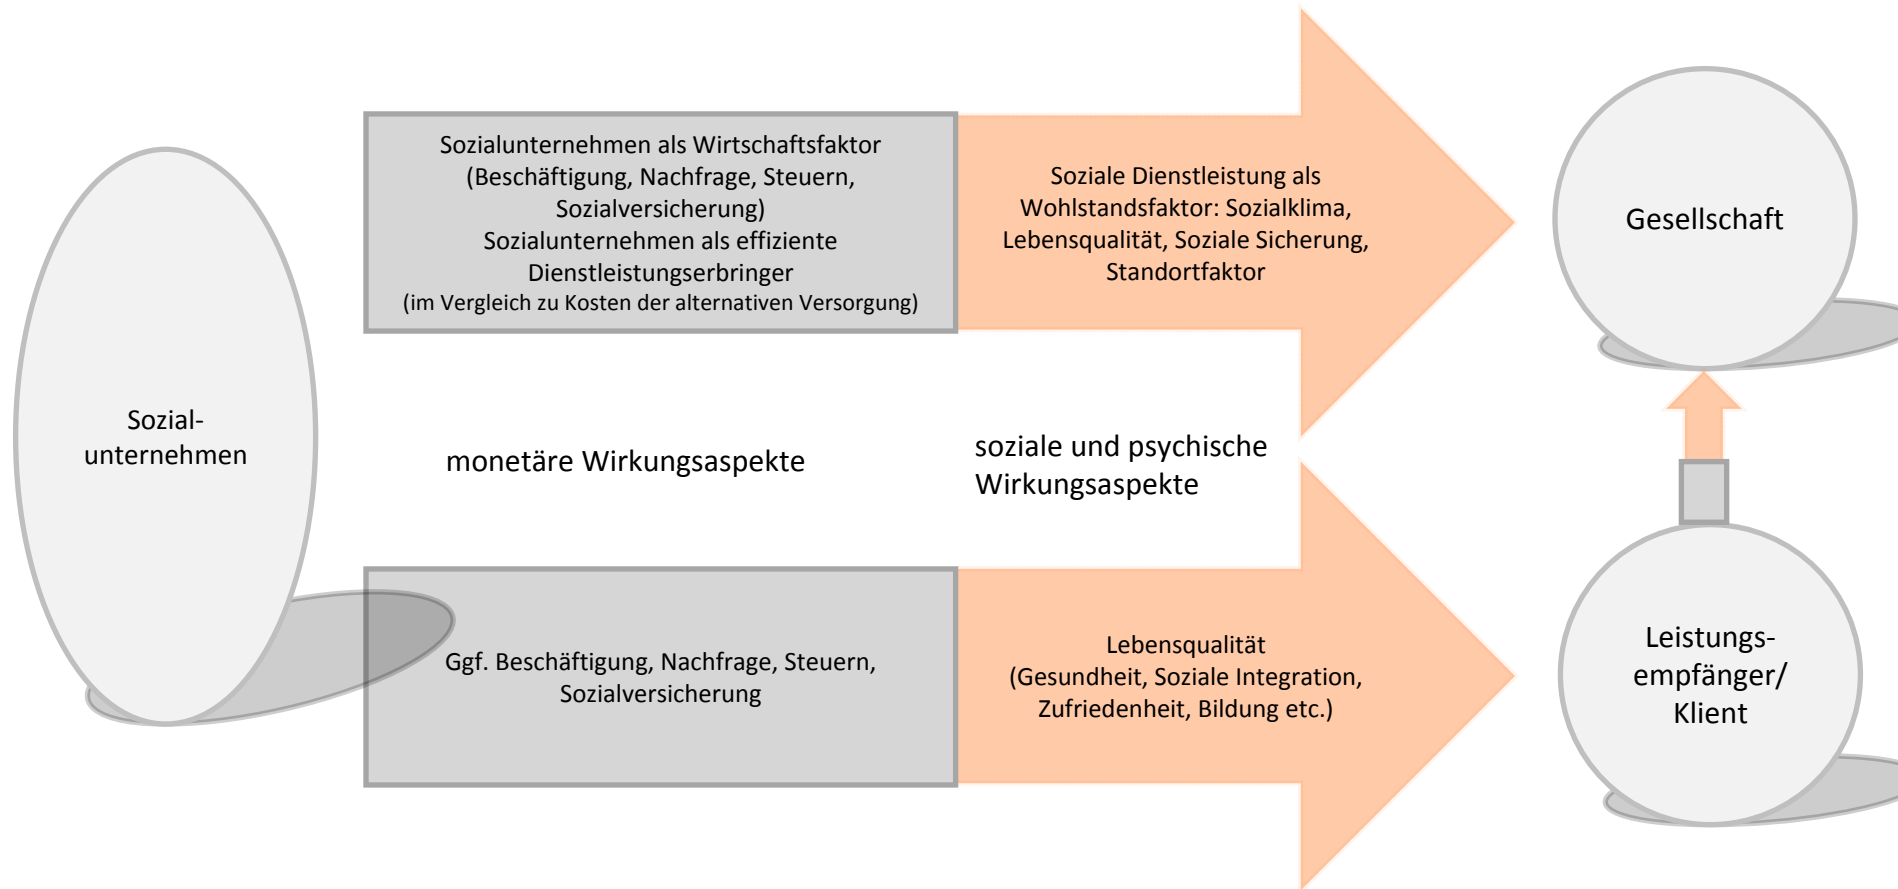 Sozialunternehmen als Wirtschaftsfaktor
(Beschäftigung, Nachfrage, Steuern,
Sozialversicherung)
Sozialunternehmen als effiziente
Dienstleistungserbringer
(im Vergleich zu Kosten der alternativen Versorgung)
Soziale Dienstleistung als
Wohlstandsfaktor: Sozialklima,
Lebensqualität, Soziale Sicherung,
Standortfaktor
Gesellschaft
Sozial-
unternehmen
monetäre Wirkungsaspekte
soziale und psychische
Wirkungsaspekte
Ggf. Beschäftigung, Nachfrage, Steuern,
Sozialversicherung
Lebensqualität
(Gesundheit, Soziale Integration,
Zufriedenheit, Bildung etc.)
Leistungs-
empfänger/
Klient